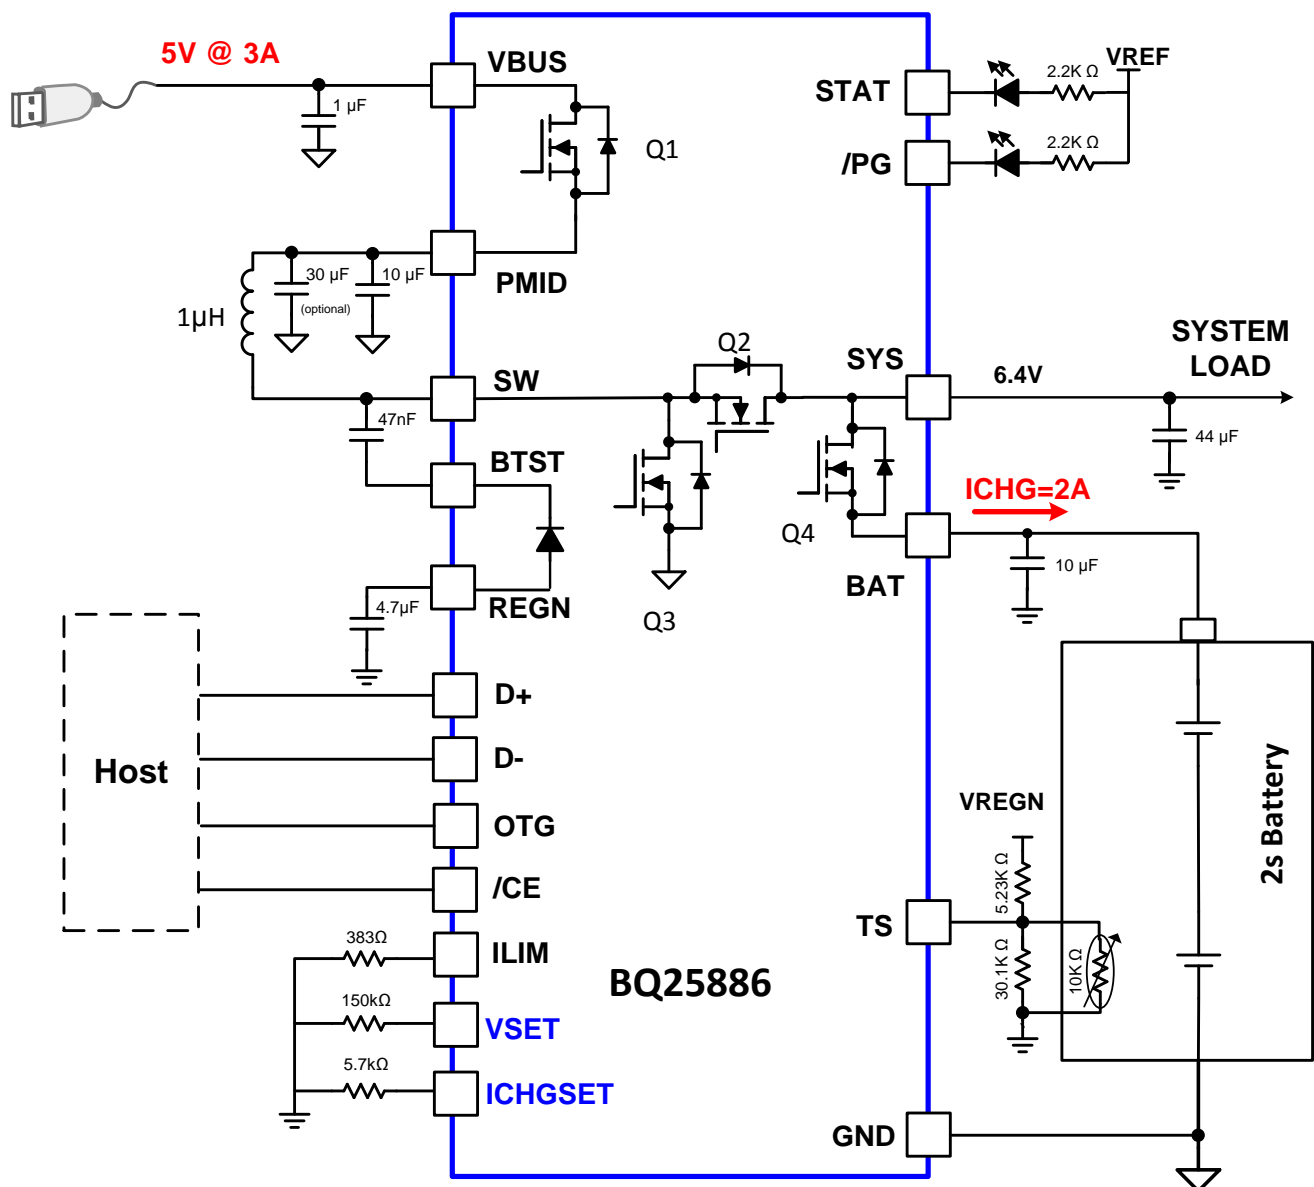 5V @ 3A
VBUS
1 µF
Q1
STAT
2.2K Ω
VREF
/PG
2.2K Ω
PMID
30 µF
(optional)
10 µF
1µH
SW
47nF
BTST
Q2
SYS
6.4V
SYSTEM
LOAD
44 µF
Q4
ICHG=2A
BAT
10 µF
REGN
4.7µF
Q3
Host
D+
D-
OTG
/CE
ILIM
383Ω
VSET
150kΩ
ICHGSET
5.7kΩ
BQ25886
VREGN
5.23K Ω
TS
30.1K Ω
10K Ω
2s Battery
GND